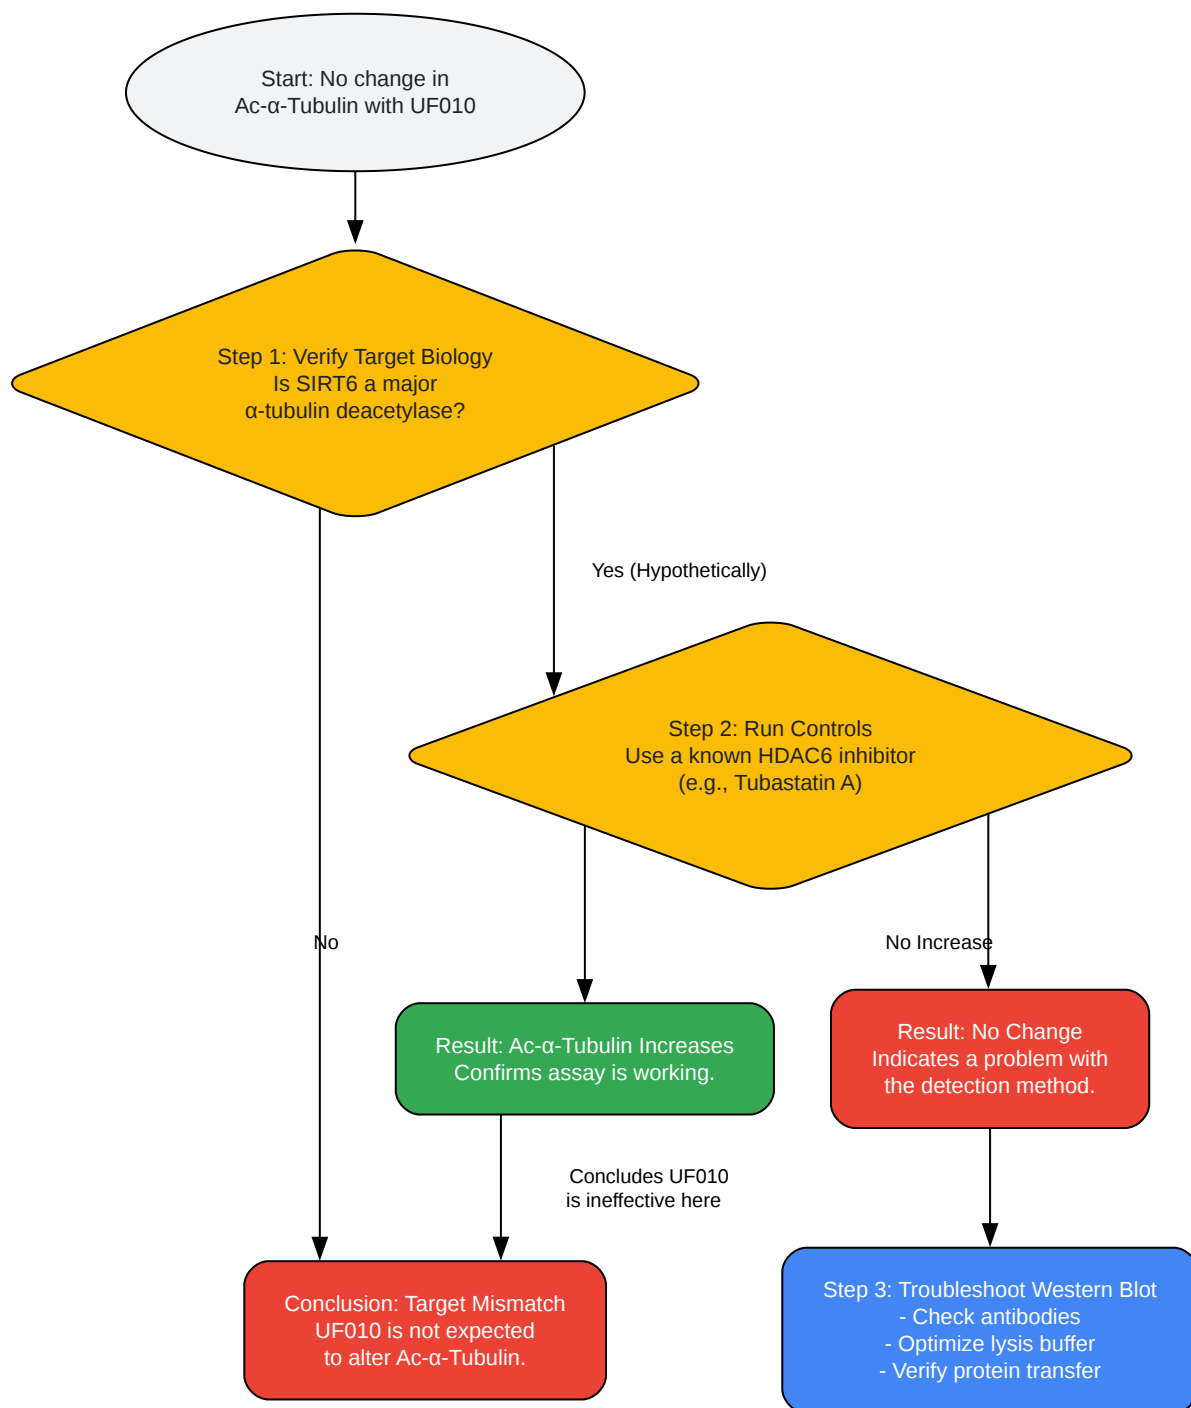 Start: No change in
Ac-α-Tubulin with UF010
Step 1: Verify Target Biology
Is SIRT6 a major
α-tubulin deacetylase?
Yes (Hypothetically)
Step 2: Run Controls
Use a known HDAC6 inhibitor
(e.g., Tubastatin A)
No
No Increase
Result: Ac-α-Tubulin Increases
Confirms assay is working.
Result: No Change
Indicates a problem with
the detection method.
Concludes UF010
is ineffective here
Conclusion: Target Mismatch
UF010 is not expected
to alter Ac-α-Tubulin.
Step 3: Troubleshoot Western Blot
- Check antibodies
- Optimize lysis buffer
- Verify protein transfer